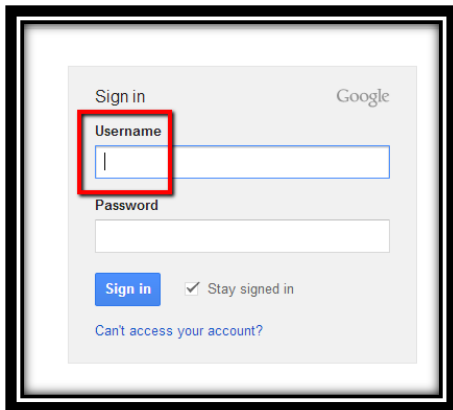 Sign in Google
Username
Password
Sign in Stay signed in
Can't access your account?